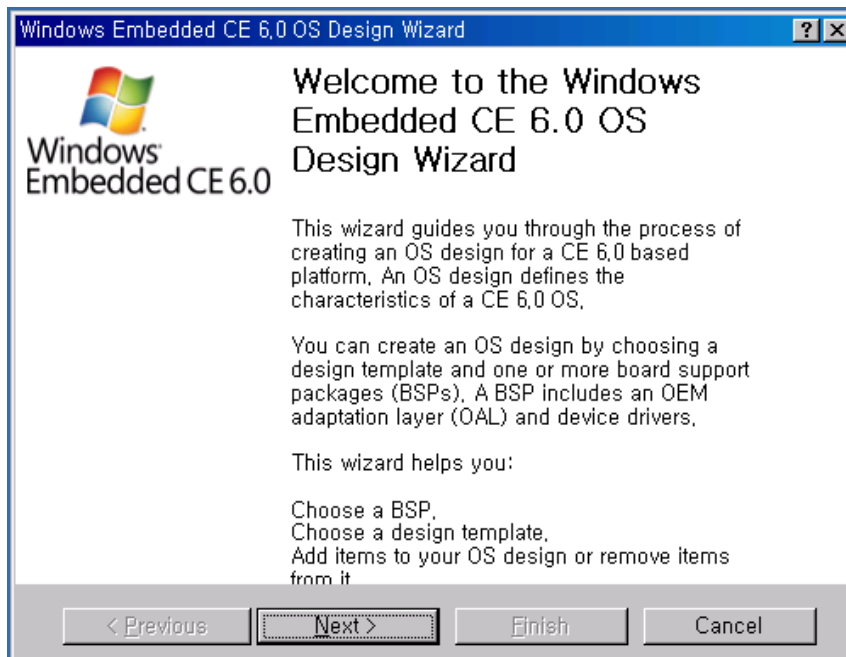 Windows Embedded CE 6.0 OS Design Wizard
?
Windows
Embedded CE 6.0
Welcome to the Windows
Embedded CE 6.0 OS
Design Wizard
This wizard guides you through the process of
creating an OS design for a CE 6.0 based
platform. An OS design defines the
characteristics of a CE 6.0 OS.
You can create an OS design by choosing a
design template and one or more board support
packages (BSPs). A BSP includes an OEM
adaptation layer (OAL) and device drivers.
This wizard helps you:
Choose a BSP.
Choose a design template.
Add items to your OS design or remove items
from it
< Previous
Next >
Finish
Cancel